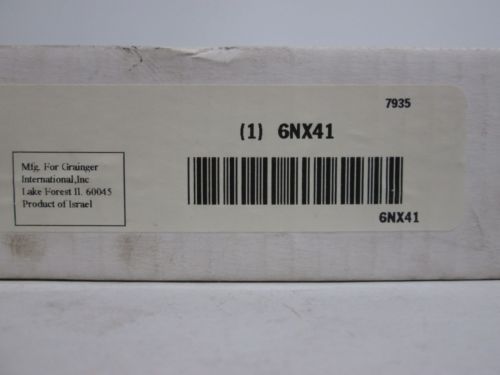 7935
(1) 6NX41
Mfg. For Grainger
International,Inc
Lake Forest Il. 60045
Product of Israel
6NX41